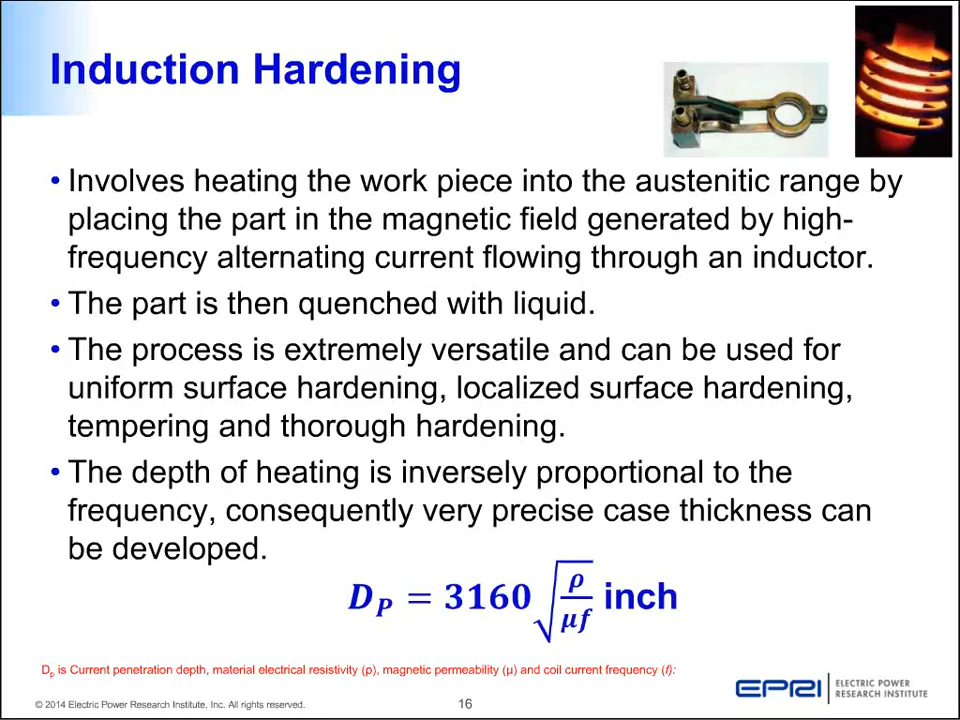 Induction Hardening
• Involves heating the work piece into the austenitic range by
placing the part in the magnetic field generated by high-
frequency alternating current flowing through an inductor.
• The part is then quenched with liquid.
• The process is extremely versatile and can be used for
uniform surface hardening, localized surface hardening,
tempering and thorough hardening.
• The depth of heating is inversely proportional to the
frequency, consequently very precise case thickness can
be developed.
D_P = 3160 √(ρ/μf) inch
Dp is Current penetration depth, material electrical resistivity (ρ), magnetic permeability (μ) and coil current frequency (f):
© 2014 Electric Power Research Institute, Inc. All rights reserved.
16
EPRI
ELECTRIC POWER
RESEARCH INSTITUTE